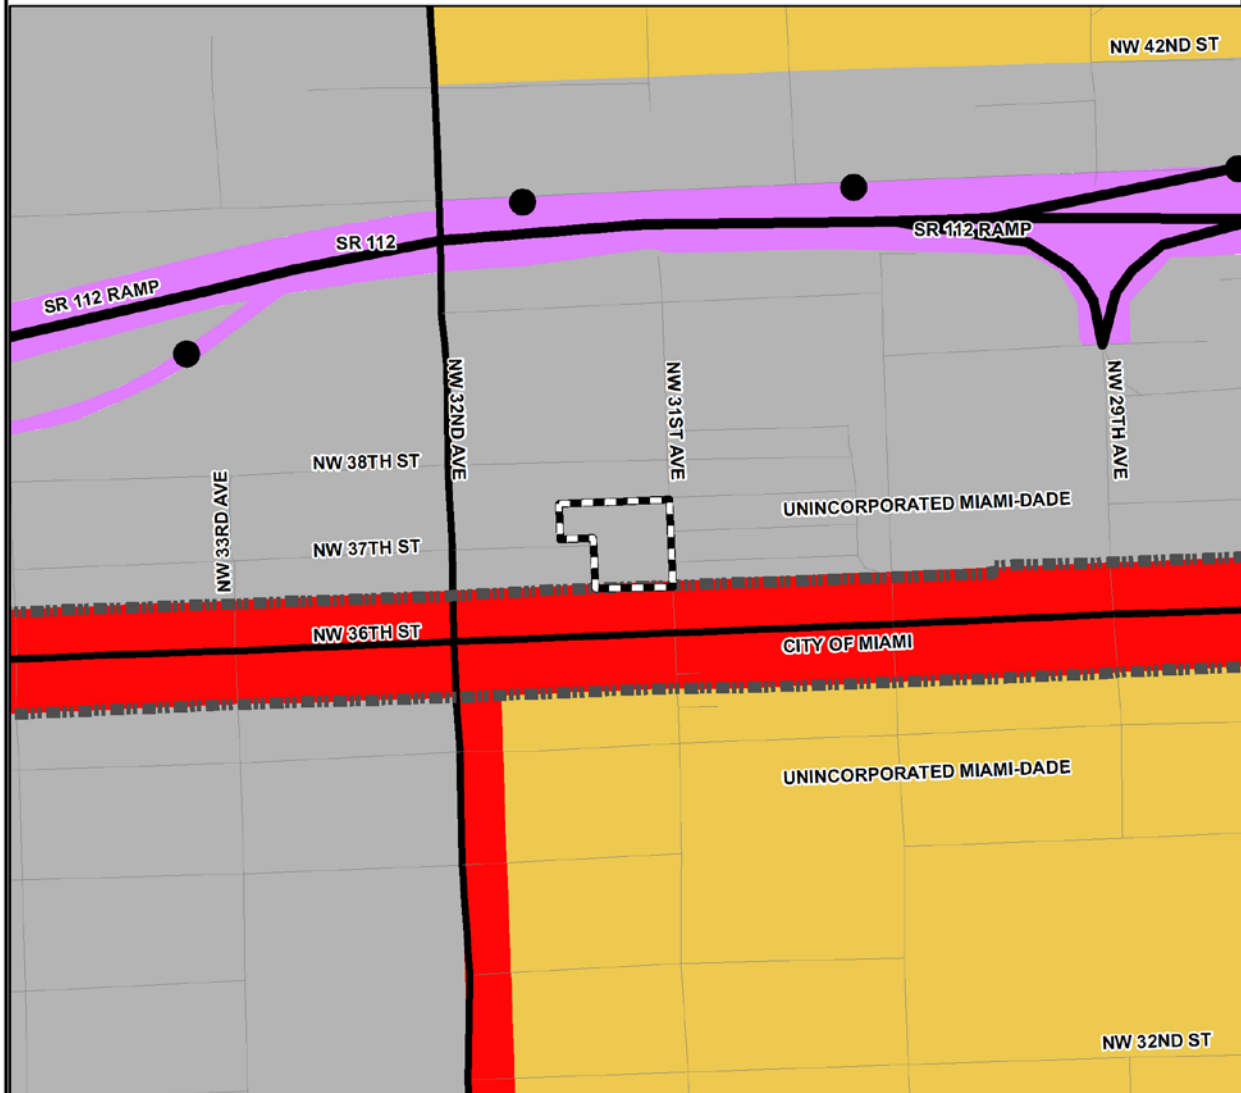 NW 42ND ST
SR 112
SR 112 RAMP
SR 112 RAMP
NW 32ND AVE
NW 31ST AVE
NW 29TH AVE
NW 38TH ST
NW 33RD AVE
UNINCORPORATED MIAMI-DADE
NW 37TH ST
NW 36TH ST
CITY OF MIAMI
UNINCORPORATED MIAMI-DADE
NW 32ND ST